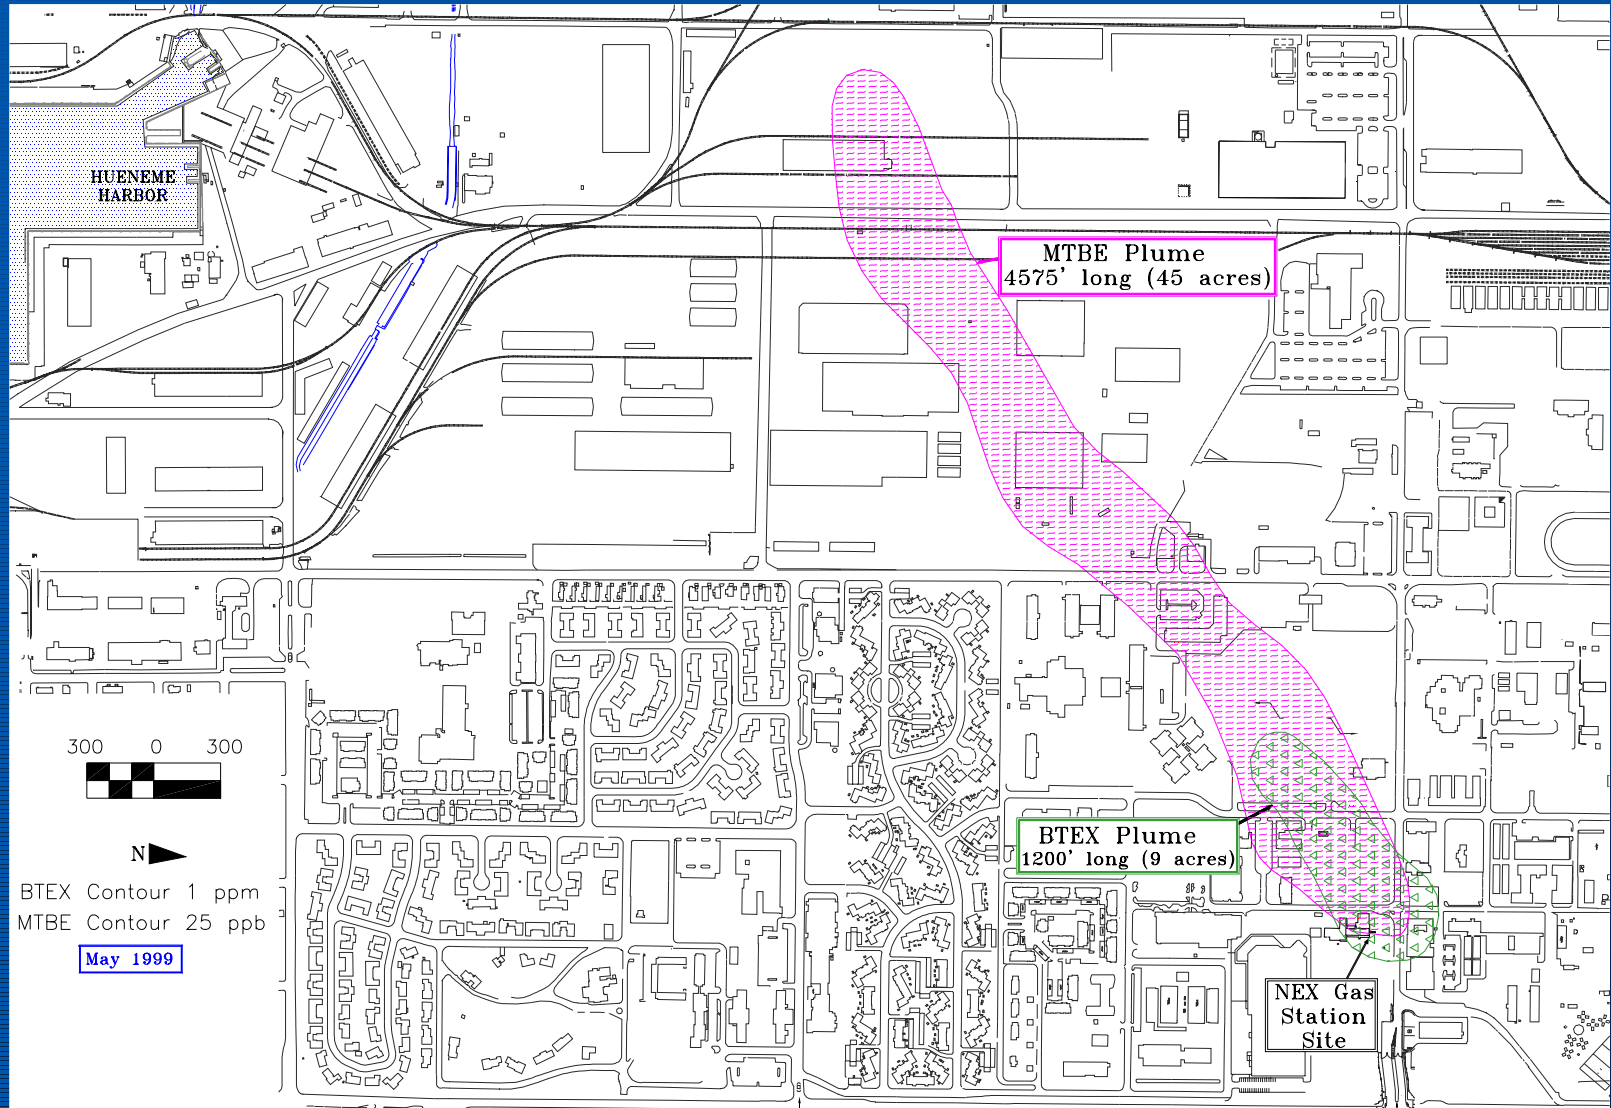 HUENEME
HARBOR
MTBE Plume
4575' long (45 acres)
300 0 300
N
BTEX Plume
1200' long (9 acres)
BTEX Contour 1 ppm
MTBE Contour 25 ppb
May 1999
NEX Gas
Station
Site